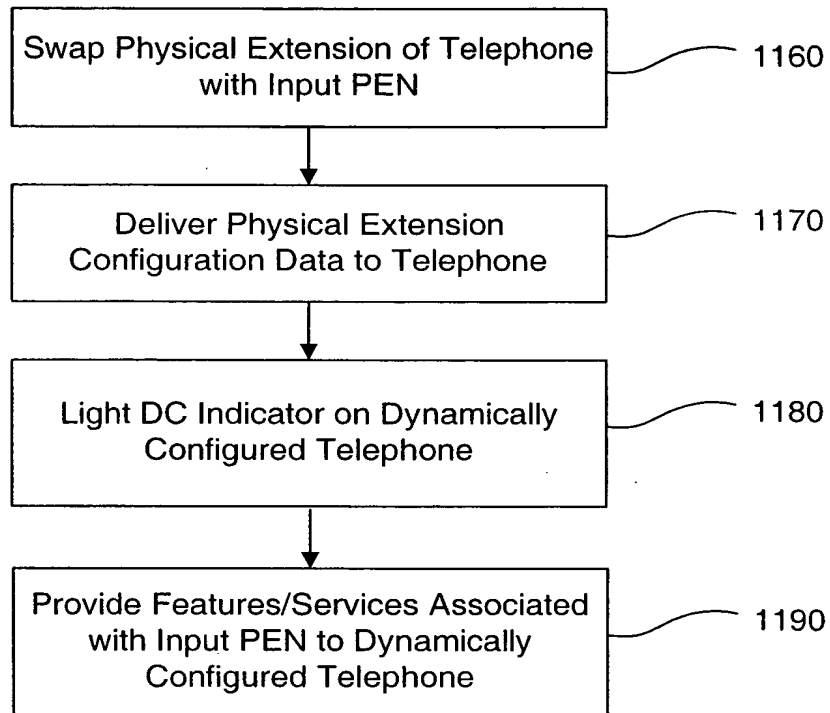 Swap Physical Extension of Telephone
with Input PEN
1160
Deliver Physical Extension
Configuration Data to Telephone
1170
Light DC Indicator on Dynamically
Configured Telephone
1180
Provide Features/Services Associated
with Input PEN to Dynamically
Configured Telephone
1190